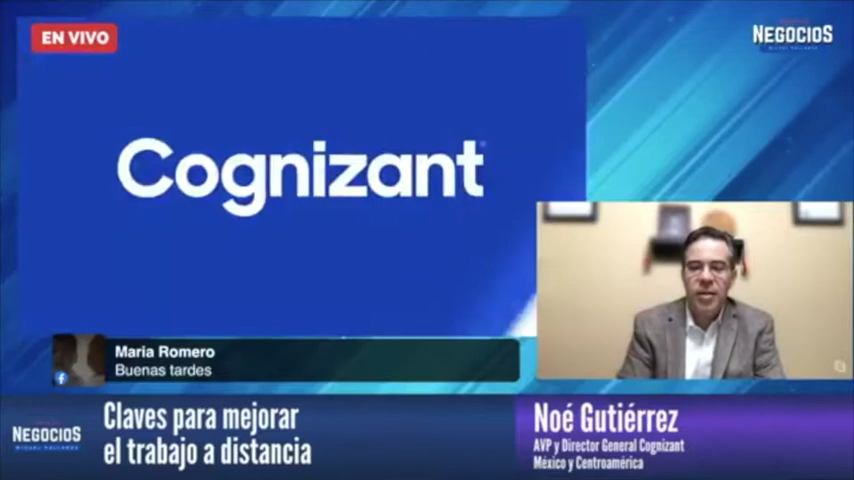 EN VIVO
NEGOCIOS
Cognizant
Maria Romero
Buenas tardes
NEGOCIOS
Claves para mejorar
el trabajo a distancia
Noé Gutiérrez
AVP y Director General Cognizant
México y Centroamérica